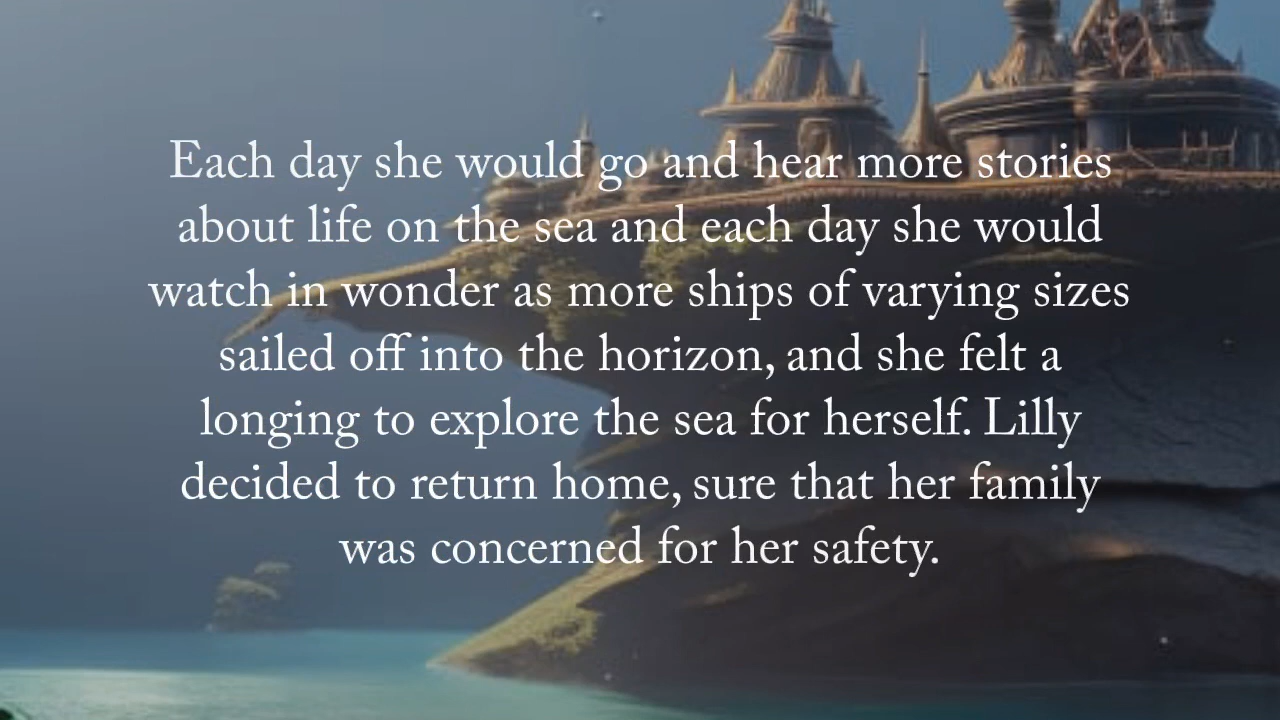 Each day she would go and hear more stories
about life on the sea and each day she would
watch in wonder as more ships of varying sizes
sailed off into the horizon, and she felt a
longing to explore the sea for herself. Lilly
decided to return home, sure that her family
was concerned for her safety.